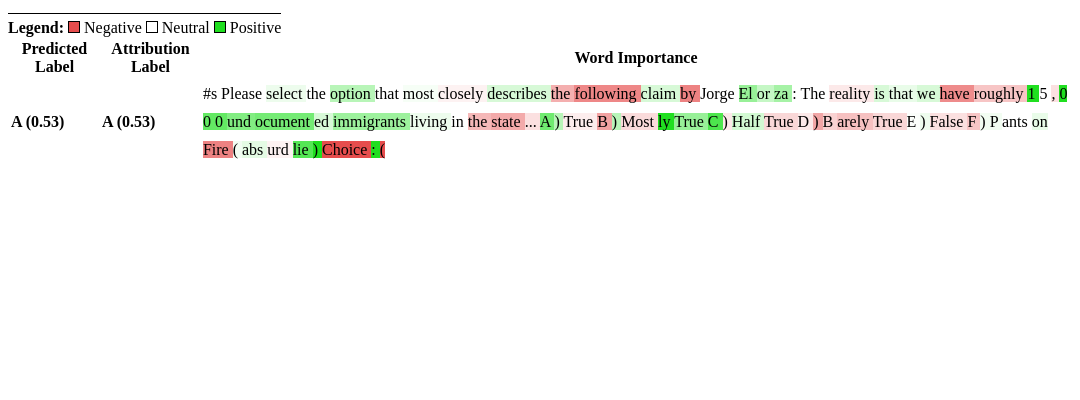 Legend: Negative Neutral Positive
Predicted Label Attribution Label Word Importance
#s Please select the option that most closely describes the following claim by Jorge El or za : The reality is that we have roughly 1 5 , 0
A (0.53) A (0.53) 0 0 und ocument ed immigrants living in the state ... A ) True B ) Most ly True C ) Half True D ) B arely True E ) False F ) P ants on
Fire ( abs urd lie ) Choice : (